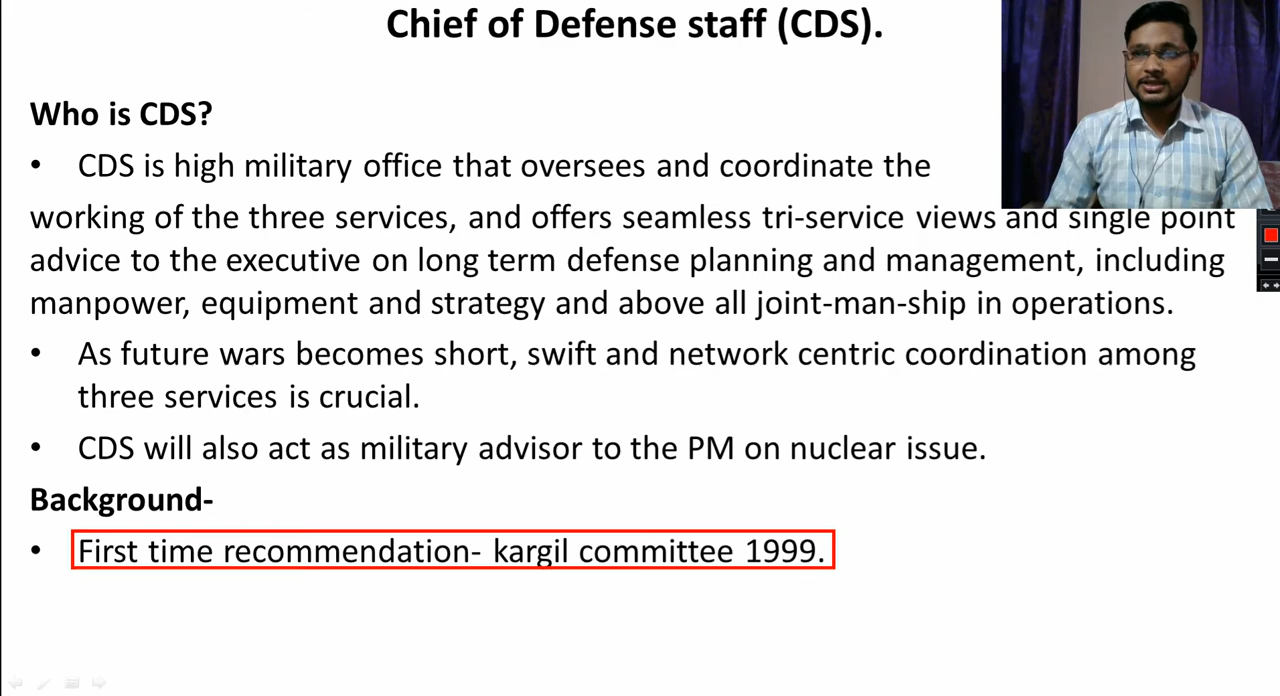 Chief of Defense staff (CDS).
Who is CDS?
• CDS is high military office that oversees and coordinate the
working of the three services, and offers seamless tri-service views and single point
advice to the executive on long term defense planning and management, including
manpower, equipment and strategy and above all joint-man-ship in operations.
• As future wars becomes short, swift and network centric coordination among
three services is crucial.
• CDS will also act as military advisor to the PM on nuclear issue.
Background-
• First time recommendation- kargil committee 1999.